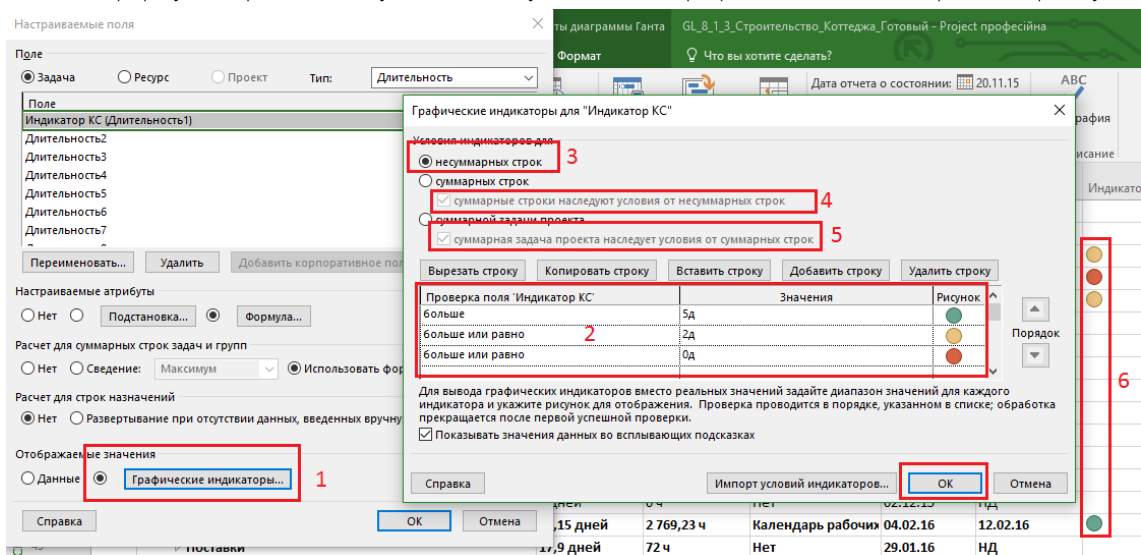 Настраиваемые поля
ты диаграммы Ганта
GL_8_1_3_Строительство_Коттеджа_Готовый - Project професійна
Формат
Что вы хотите сделать?
Поле
Задача
Ресурс
Проект
Тип:
Длительность
Дата отчета о состоянии:
20.11.15
ABC
рафия
исание
Индикато
Поле
Индикатор КС (Длительность1)
Длительность2
Длительность3
Длительность4
Длительность5
Длительность6
Длительность7
Переименовать...
Удалить
Добавить корпоративное пол
Настраиваемые атрибуты
Нет
Подстановка...
Формула...
Расчет для суммарных строк задач и групп
Нет
Сведение:
Максимум
Использовать фор
Расчет для строк назначений
Нет
Развертывание при отсутствии данных, введенных вручну
Отображаемые значения
Данные
Графические индикаторы...
1
Справка
ОК
Отмена
Графические индикаторы для "Индикатор КС"
Условия индикаторов для
несуммарных строк
3
суммарных строк
суммарные строки наследуют условия от несуммарных строк
4
суммарной задачи проекта
суммарная задача проекта наследует условия от суммарных строк
5
Вырезать строку
Копировать строку
Вставить строку
Добавить строку
Удалить строку
Проверка поля 'Индикатор КС'
Значения
Рисунок
больше
5д
больше или равно
2
2д
больше или равно
0д
Порядок
6
Для вывода графических индикаторов вместо реальных значений задайте диапазон значений для каждого
индикатора и укажите рисунок для отображения. Проверка проводится в порядке, указанном в списке; обработка
прекращается после первой успешной проверки.
Показывать значения данных во всплывающих подсказках
Справка
Импорт условий индикаторов...
ОК
Отмена
,15 дней
2 769,23 ч
Календарь рабочих
04.02.16
12.02.16
Поставки
17,9 дней
72 ч
Нет
29.01.16
НД